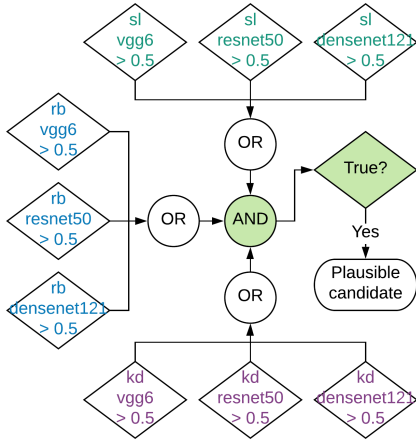 sl
vgg6
> 0.5
sl
resnet50
> 0.5
sl
densenet121
> 0.5
OR
rb
vgg6
> 0.5
rb
resnet50
> 0.5
rb
densenet121
> 0.5
OR
AND
True?
Yes
Plausible
candidate
OR
kd
vgg6
> 0.5
kd
resnet50
> 0.5
kd
densenet121
> 0.5